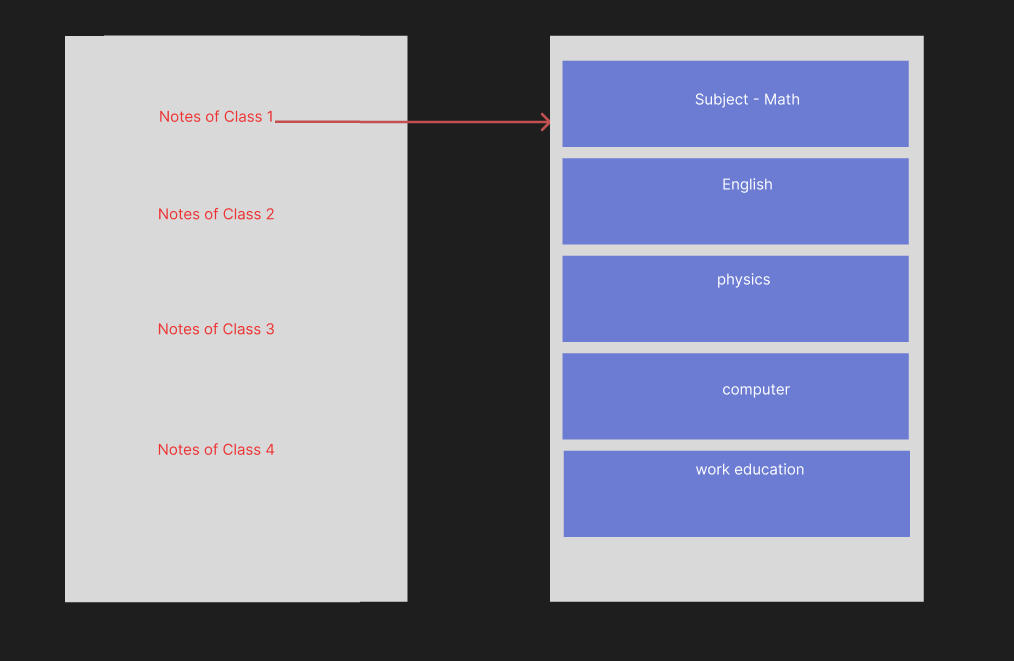 Notes of Class 1
Notes of Class 2
Notes of Class 3
Notes of Class 4
Subject - Math
English
physics
computer
work education